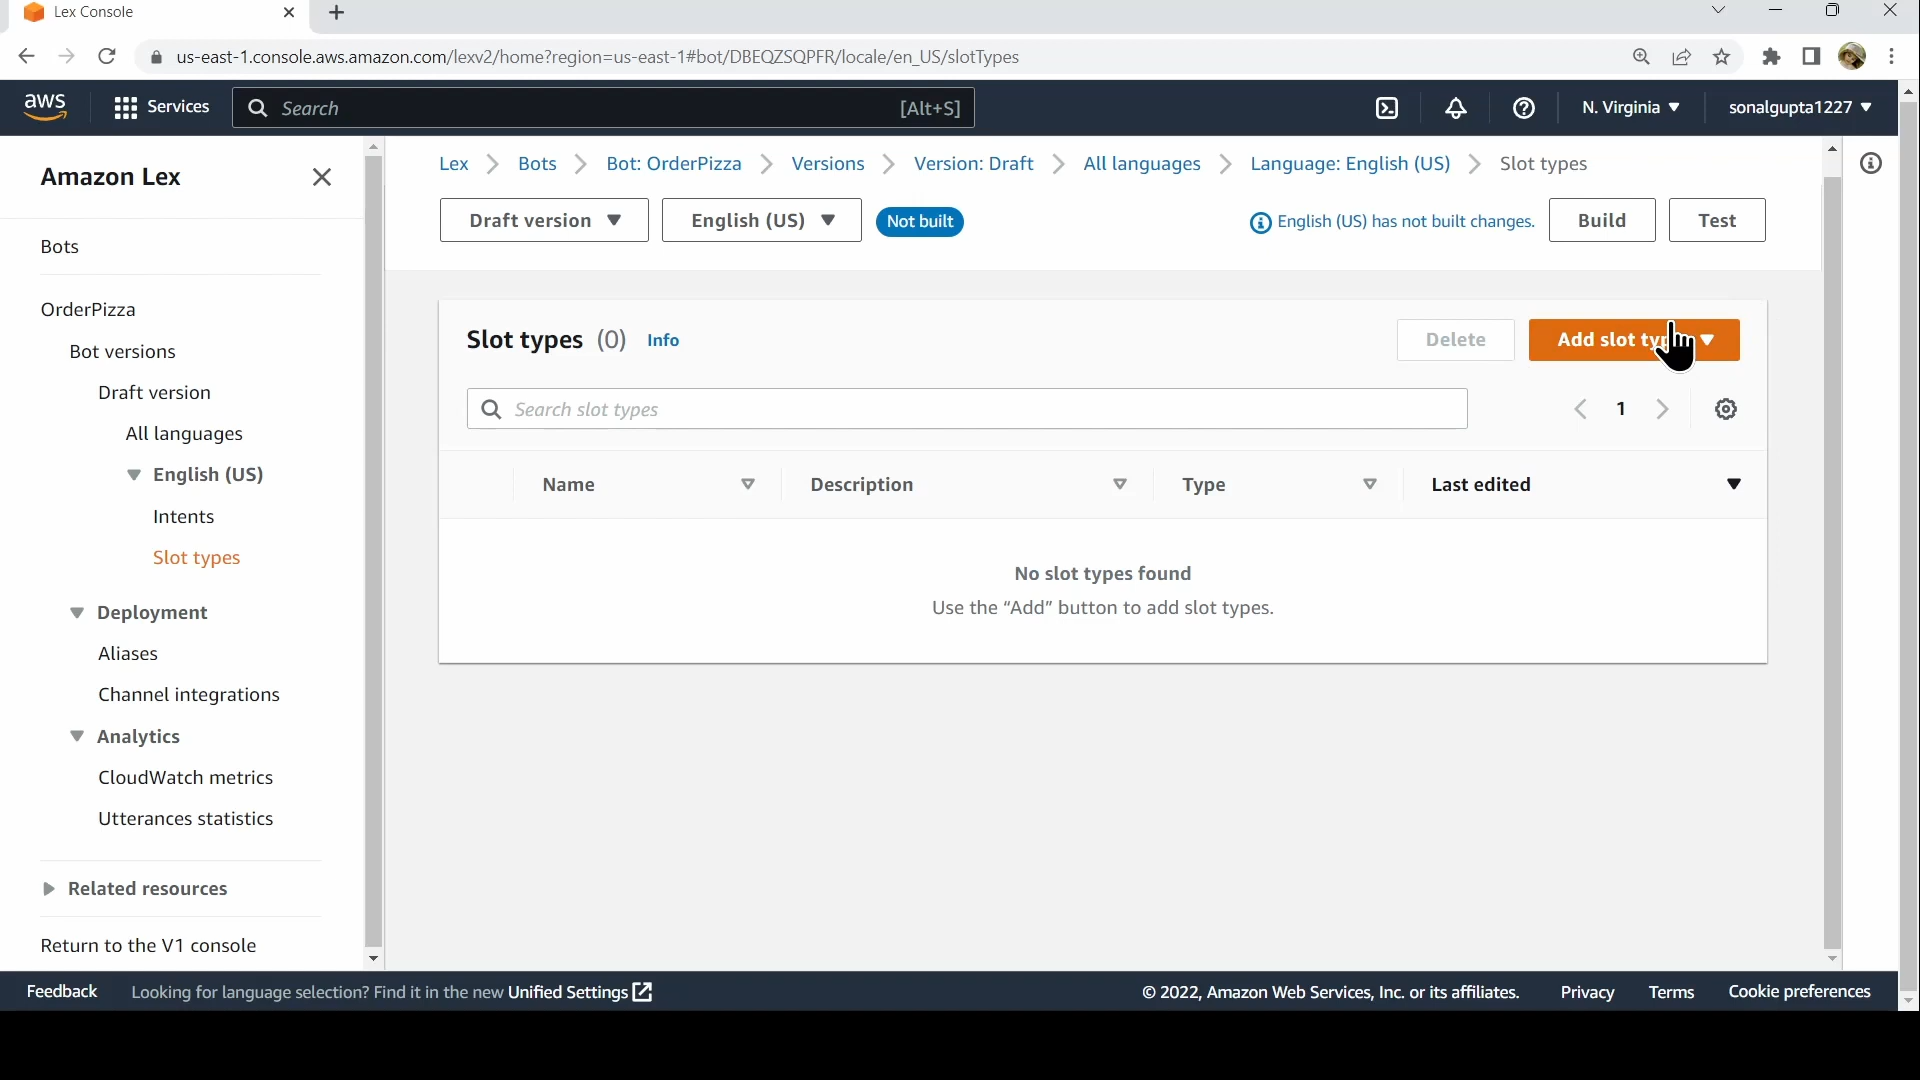 Lex Console
us-east-1.console.aws.amazon.com/lexv2/home?region=us-east-1#bot/DBEQZSQPFR/locale/en_US/slotTypes
aws
Services
Search
[Alt+S]
N. Virginia
sonalgupta1227
Amazon Lex
Bots
OrderPizza
Bot versions
Draft version
All languages
English (US)
Intents
Slot types
Deployment
Aliases
Channel integrations
Analytics
CloudWatch metrics
Utterances statistics
Related resources
Return to the V1 console
Lex Bots Bot: OrderPizza Versions Version: Draft All languages Language: English (US) Slot types
Draft version
English (US)
Not built
English (US) has not built changes.
Build
Test
Slot types (0) Info
Delete
Add slot
Search slot types
1
Name Description Type Last edited
No slot types found
Use the “Add” button to add slot types.
Feedback
Looking for language selection? Find it in the new Unified Settings
© 2022, Amazon Web Services, Inc. or its affiliates.
Privacy
Terms
Cookie preferences